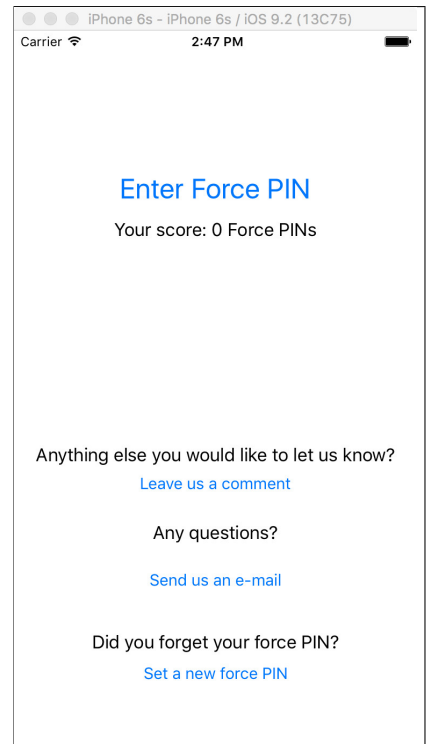 iPhone 6s - iPhone 6s / iOS 9.2 (13C75)
Carrier 2:47 PM
Enter Force PIN
Your score: 0 Force PINs
Anything else you would like to let us know?
Leave us a comment
Any questions?
Send us an e-mail
Did you forget your force PIN?
Set a new force PIN